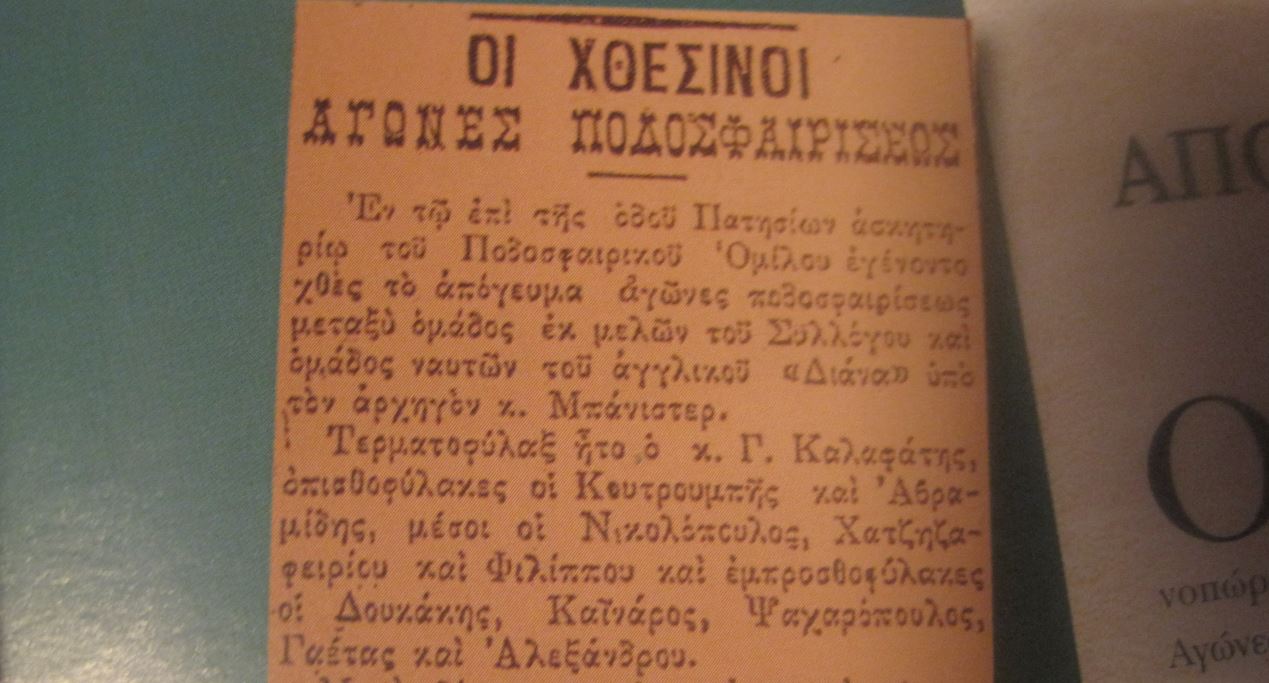 ΟΙ ΧΘΕΣΙΝΟΙ
ΑΓΩΝΕΣ ΠΟΔΟΣΦΑΙΡΙΣΕΩΣ
Ἐν τῷ ἐπὶ τῆς ὁδοῦ Πατησίων ἀσκητη-
ρίῳ τοῦ Ποδοσφαιρικοῦ Ὁμίλου ἐγένοντο
χθὲς τὸ ἀπόγευμα ἀγῶνες ποδοσφαιρίσεως
μεταξὺ ὁμάδος ἐκ μελῶν τοῦ Συλλόγου καὶ
ὁμάδος ναυτῶν τοῦ ἀγγλικοῦ «Διάνα» ὑπὸ
τὸν ἀρχηγὸν κ. Μπάνιστερ.
Τερματοφύλαξ ἦτο ὁ κ. Γ. Καλαφάτης,
ὀπισθοφύλακες οἱ Κουτρουμπῆς καὶ Ἀβρα-
μίδης, μέσοι οἱ Νικολόπουλος, Χατζηζα-
φειρίου καὶ Φιλίππου καὶ ἐμπροσθοφύλακες
οἱ Δουκάκης, Καϊνάρος, Ψαχαρόπουλος,
Γαέτας καὶ Ἀλεξάνδρου.
ΑΠΟ
Ο
νοπώρ
Αγώνε